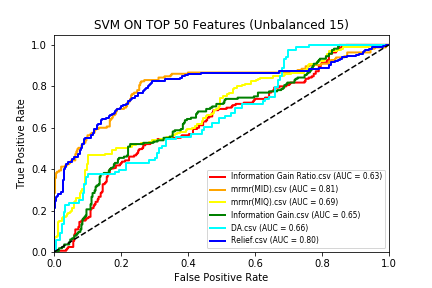 SVM ON TOP 50 Features (Unbalanced 15)
True Positive Rate
1.0
0.8
0.6
0.4
0.2
0.0
Information Gain Ratio.csv (AUC = 0.63)
mrmr(MID).csv (AUC = 0.81)
mrmr(MIQ).csv (AUC = 0.69)
Information Gain.csv (AUC = 0.65)
DA.csv (AUC = 0.66)
Relief.csv (AUC = 0.80)
0.0 0.2 0.4 0.6 0.8 1.0
False Positive Rate